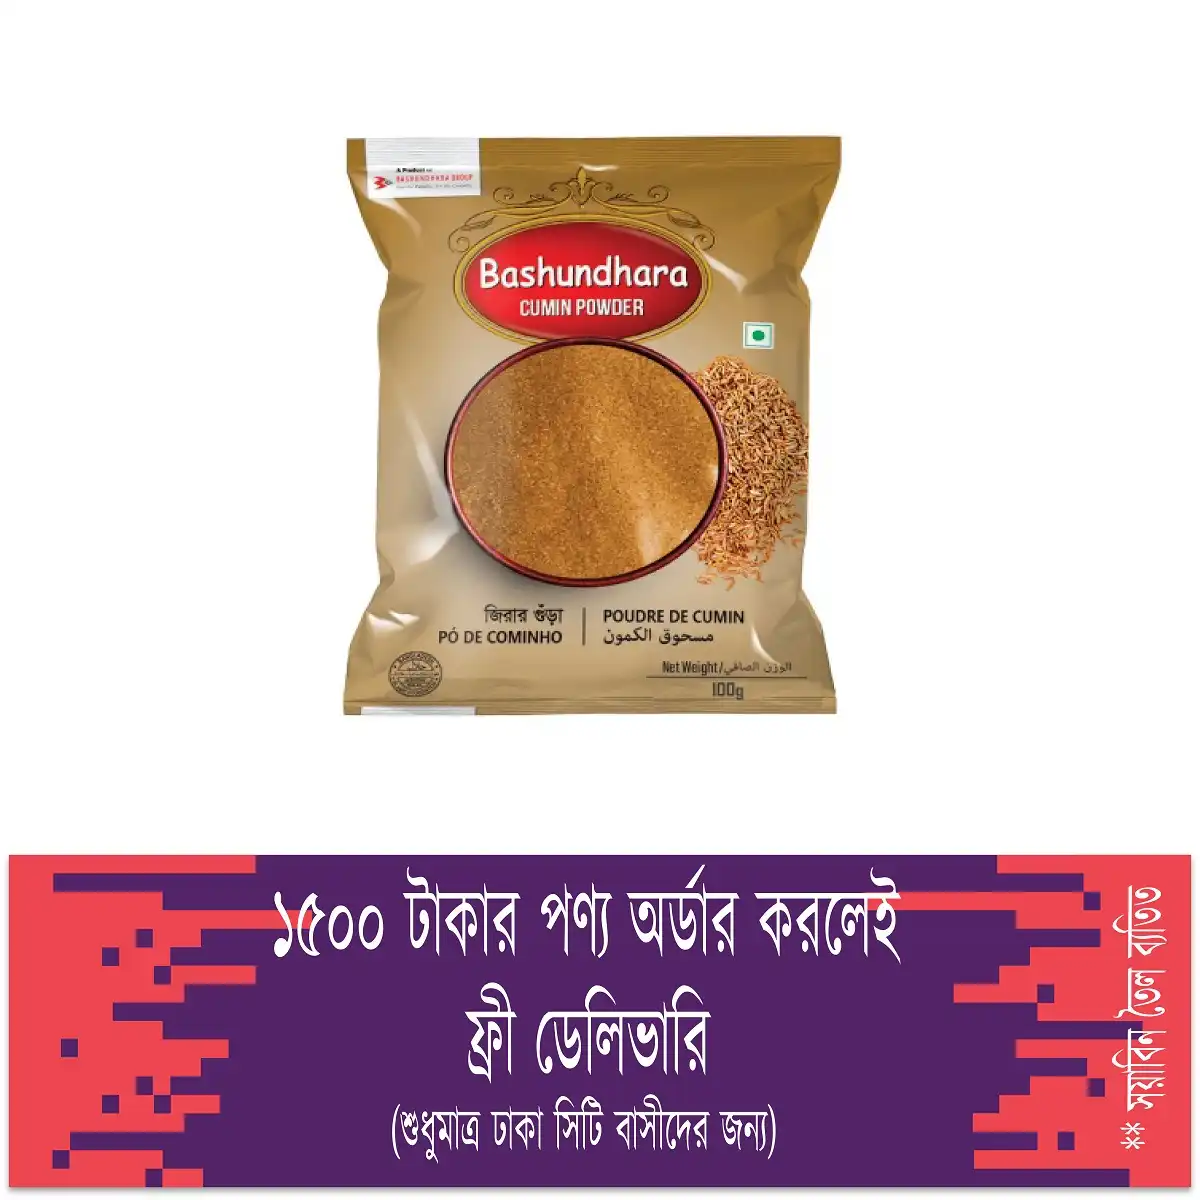 A Product of
BASHUNDHARA GROUP
Bashundhara
CUMIN POWDER
জিরার গুঁড়া
PÓ DE COMINHO
POUDRE DE CUMIN
مسحوق الكمون
Net Weight/الوزن الصافي
100g
১৫০০ টাকার পণ্য অর্ডার করলেই
ফ্রী ডেলিভারি
(শুধুমাত্র ঢাকা সিটি বাসীদের জন্য)
** সয়াবিন তৈল ব্যতিত